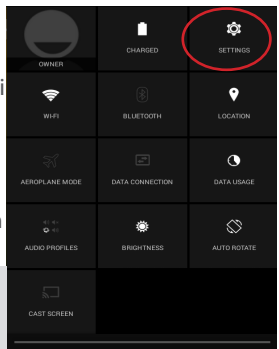 OWNER
CHARGED
SETTINGS
WI-FI
BLUETOOTH
LOCATION
AEROPLANE MODE
DATA CONNECTION
DATA USAGE
AUDIO PROFILES
BRIGHTNESS
AUTO ROTATE
CAST SCREEN